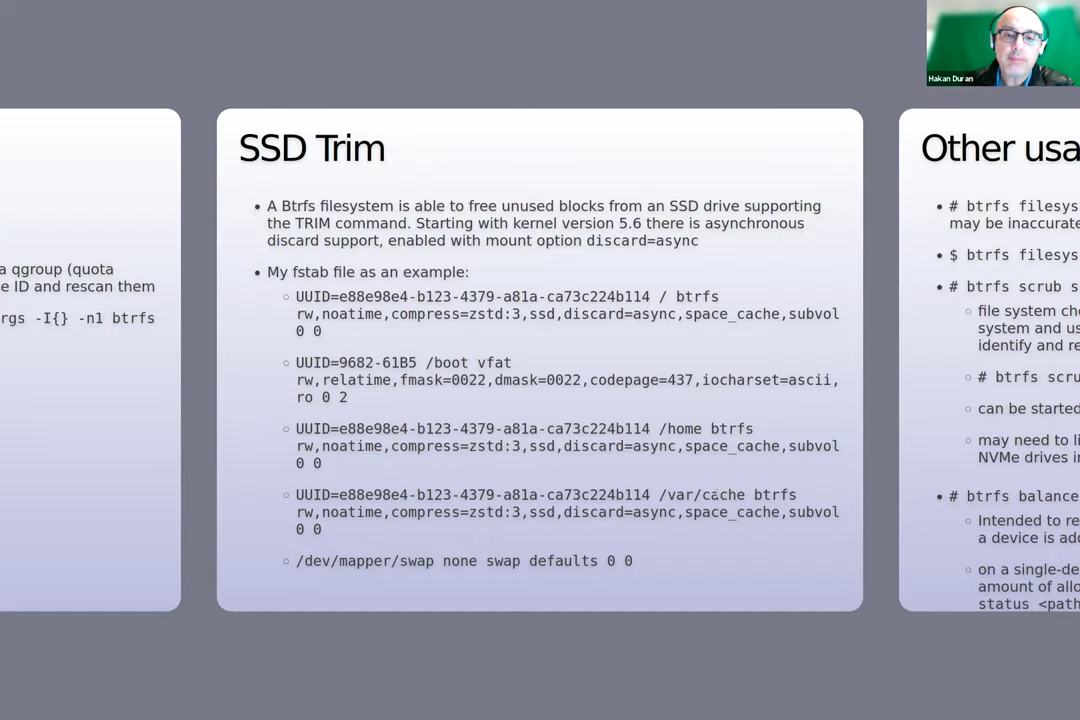 Hakan Duran
a qgroup (quota
e ID and rescan them
rgs -I{} -n1 btrfs
SSD Trim
• A Btrfs filesystem is able to free unused blocks from an SSD drive supporting
the TRIM command. Starting with kernel version 5.6 there is asynchronous
discard support, enabled with mount option discard=async
• My fstab file as an example:
◦ UUID=e88e98e4-b123-4379-a81a-ca73c224b114 / btrfs
rw,noatime,compress=zstd:3,ssd,discard=async,space_cache,subvol
0 0
◦ UUID=9682-61B5 /boot vfat
rw,relatime,fmask=0022,dmask=0022,codepage=437,iocharset=ascii,
ro 0 2
◦ UUID=e88e98e4-b123-4379-a81a-ca73c224b114 /home btrfs
rw,noatime,compress=zstd:3,ssd,discard=async,space_cache,subvol
0 0
◦ UUID=e88e98e4-b123-4379-a81a-ca73c224b114 /var/cache btrfs
rw,noatime,compress=zstd:3,ssd,discard=async,space_cache,subvol
0 0
◦ /dev/mapper/swap none swap defaults 0 0
Other usa
• # btrfs filesys
may be inaccurate
• $ btrfs filesys
• # btrfs scrub s
◦ file system che
system and us
identify and re
◦ # btrfs scru
◦ can be started
◦ may need to li
NVMe drives in
• # btrfs balance
◦ Intended to re
a device is add
◦ on a single-de
amount of allo
status <path